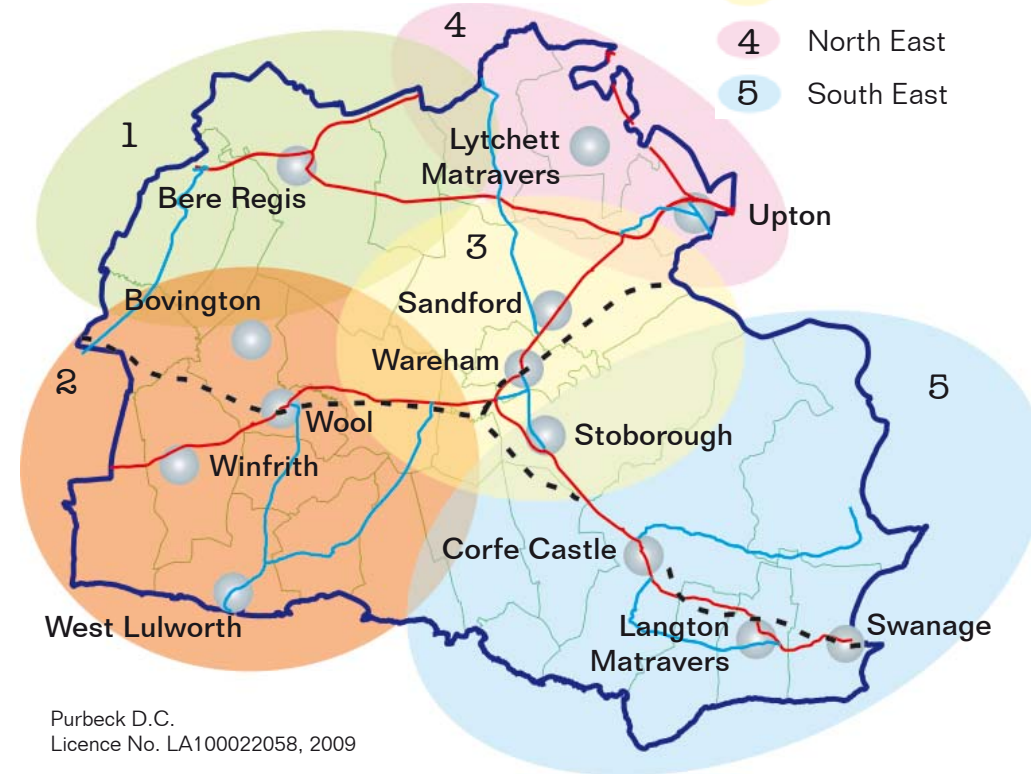 4
4 North East
5 South East
1
Lytchett
Matravers
Bere Regis
Upton
3
Bovington
Sandford
Wareham
2
5
Wool
Stoborough
Winfrith
Corfe Castle
West Lulworth
Langton
Matravers
Swanage
Purbeck D.C.
Licence No. LA100022058, 2009